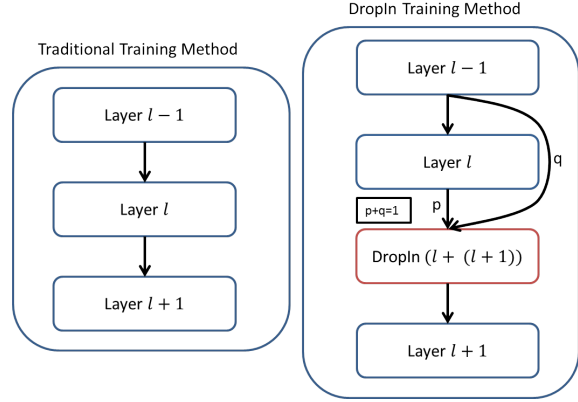 Traditional Training Method
Layer l − 1
Layer l
Layer l + 1
DropIn Training Method
Layer l − 1
Layer l
q
p
p+q=1
DropIn (l + (l + 1))
Layer l + 1